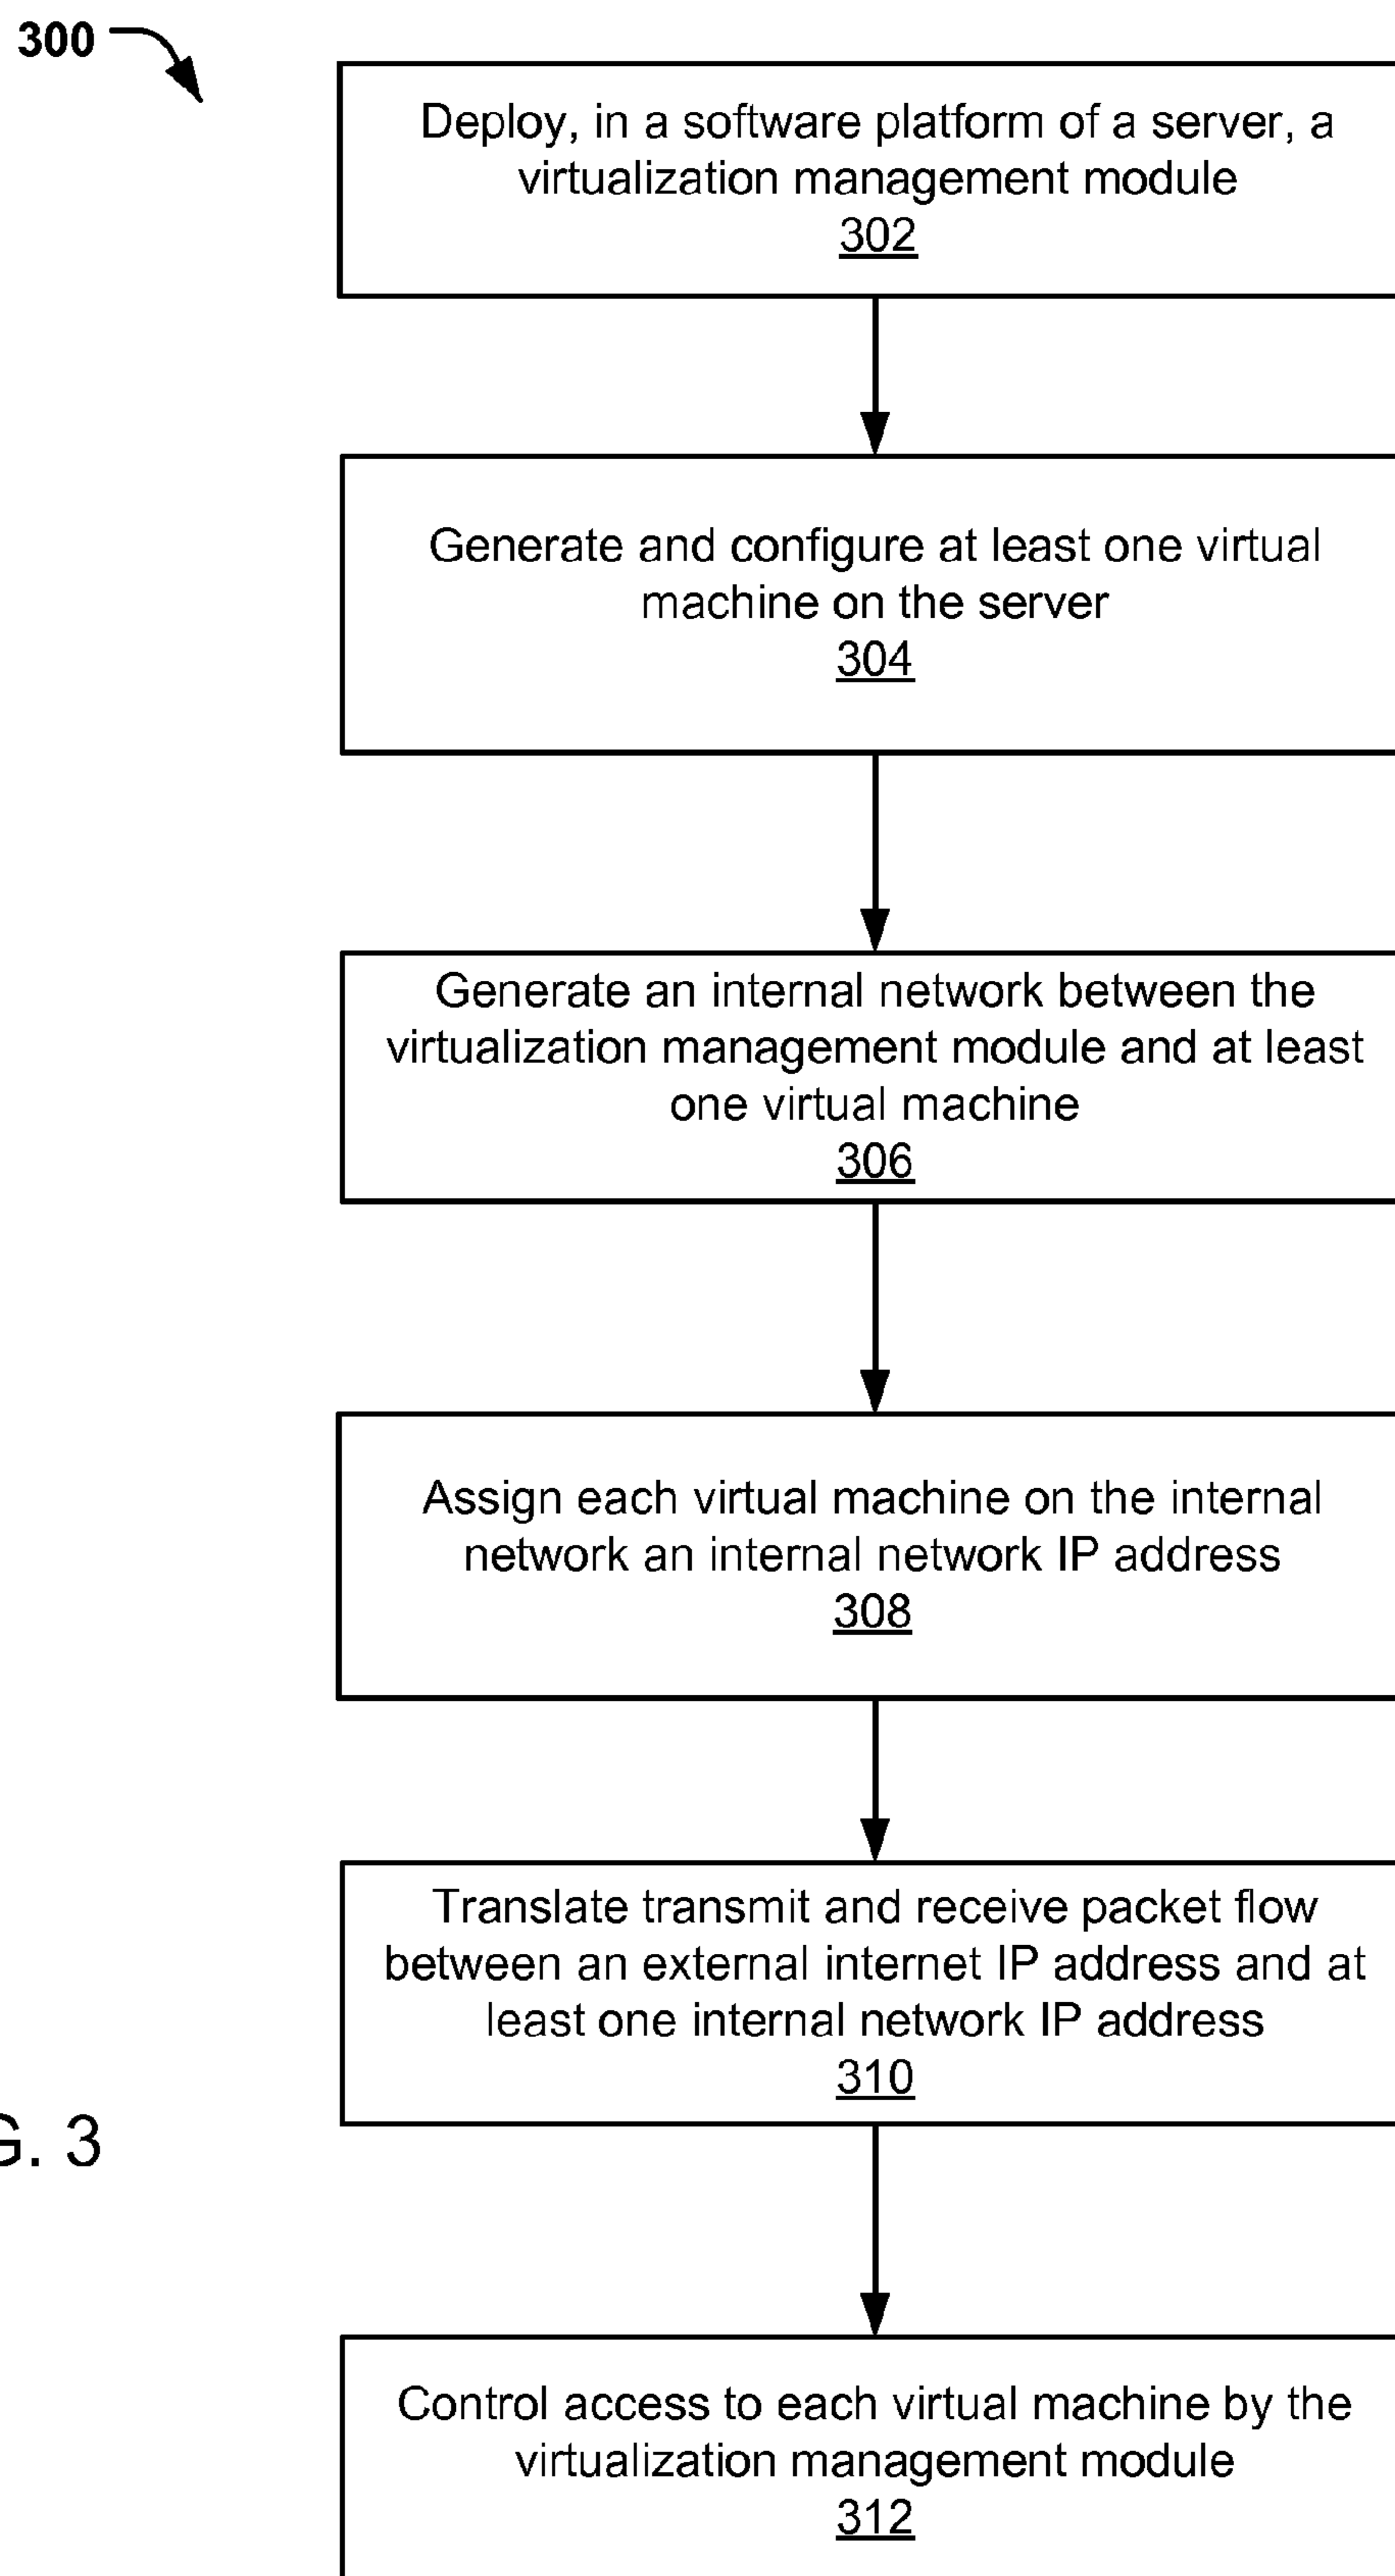 300
Deploy, in a software platform of a server, a
virtualization management module
302
Generate and configure at least one virtual
machine on the server
304
Generate an internal network between the
virtualization management module and at least
one virtual machine
306
Assign each virtual machine on the internal
network an internal network IP address
308
Translate transmit and receive packet flow
between an external internet IP address and at
least one internal network IP address
310
G. 3
Control access to each virtual machine by the
virtualization management module
312